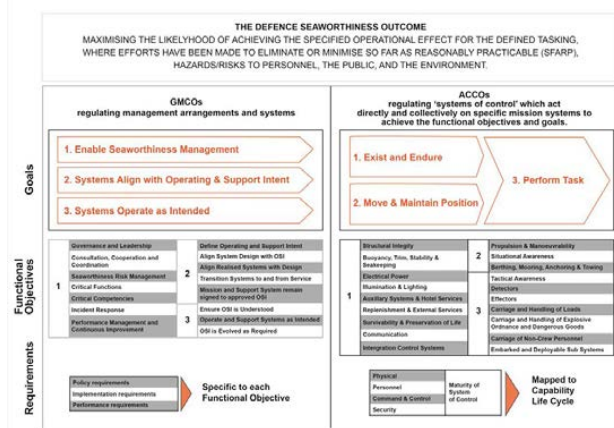 THE DEFENCE SEAWORTHINESS OUTCOME
MAXIMISING THE LIKELYHOOD OF ACHIEVING THE SPECIFIED OPERATIONAL EFFECT FOR THE DEFINED TASKING,
WHERE EFFORTS HAVE BEEN MADE TO ELIMINATE OR MINIMISE SO FAR AS REASONABLY PRACTICABLE (SFARP),
HAZARDS/RISKS TO PERSONNEL, THE PUBLIC, AND THE ENVIRONMENT.
GMCOs
regulating management arrangements and systems
ACCOs
regulating 'systems of control' which act
directly and collectively on specific mission systems to
achieve the functional objectives and goals.
Goals
1. Enable Seaworthiness Management
2. Systems Align with Operating & Support Intent
3. Systems Operate as Intended
1. Exist and Endure
2. Move & Maintain Position
3. Perform Task
Functional
Objectives
1
Governance and Leadership
Consultation, Cooperation and
Coordination
Seaworthiness Risk Management
Critical Functions
Critical Competencies
Incident Response
Performance Management and
Continuous Improvement
2
Define Operating and Support Intent
Align System Design with OSI
Align Realised Systems with Design
Transition Systems to and from Service
Mission and Support System remain
signed to approved OSI
3
Ensure OSI is Understood
Operate and Support Systems as Intended
OSI is Evolved as Required
1
Structural Integity
Buoyancy, Trim, Stability &
Seakeeping
Electrical Power
Illumination & Lighting
Auxiliary Systems & Hotel Services
Replenishment & External Services
Survivability & Preservation of Life
Communication
Intergration Control Systems
2
Propulsion & Manoeuvrability
Situational Awareness
Berthing, Mooring, Anchoring & Towing
3
Tactical Awareness
Detectors
Effectors
Carriage and Handling of Loads
Carriage and Handling of Explosive
Ordnance and Dangerous Goods
Carriage of Non-Crew Personnel
Embarked and Deployable Sub Systems
Requirements
Policy requirements
Implementation requirements
Performance requirements
Specific to each
Functional Objective
Physical
Personnel
Command & Control
Security
Maturity of
System
of Control
Mapped to
Capability
Life Cycle